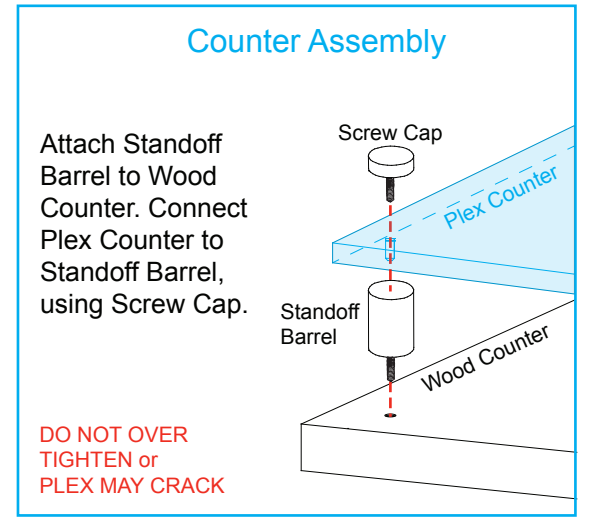 Counter Assembly
Attach Standoff
Barrel to Wood
Counter. Connect
Plex Counter to
Standoff Barrel,
using Screw Cap.
DO NOT OVER
TIGHTEN or
PLEX MAY CRACK
Screw Cap
Plex Counter
Standoff
Barrel
Wood Counter